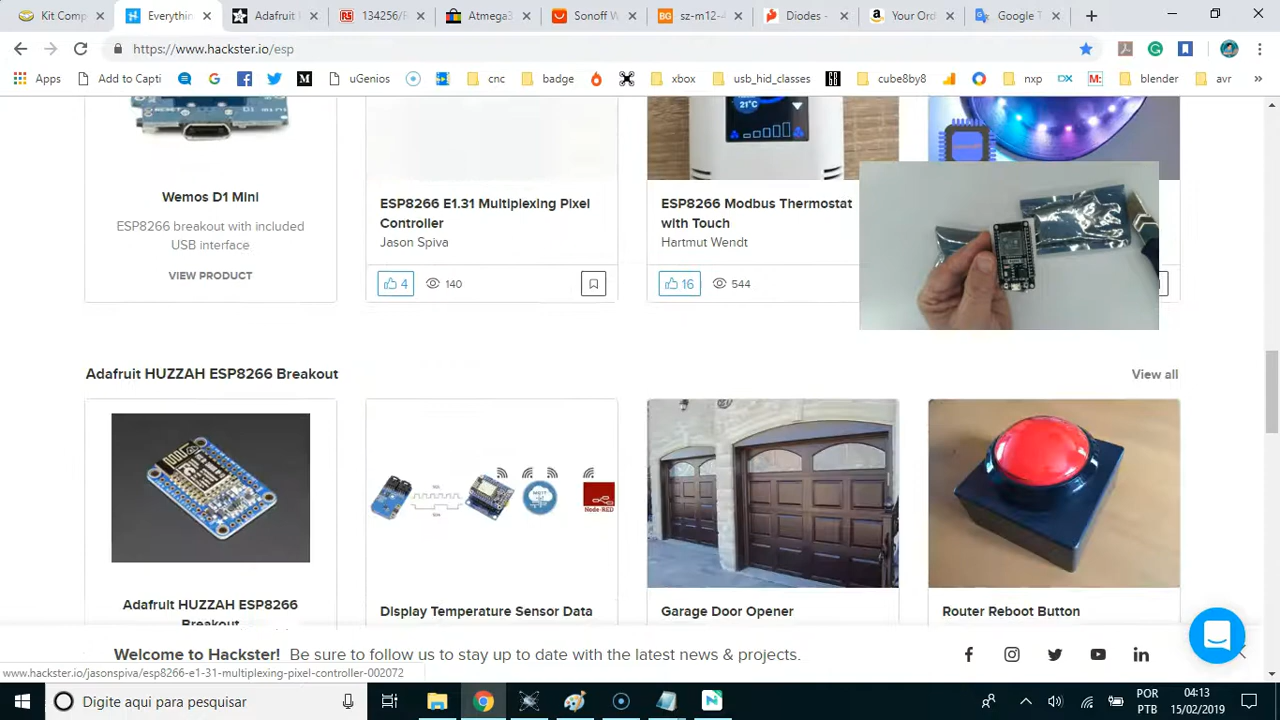 Kit Comp
Everythin
Adafruit
134256
Atmega3
Sonoff W
sz-m12-4
Diodes -
Your Ord
Google T
https://www.hackster.io/esp
Apps
Add to Capti
uGenios
cnc
badge
xbox
usb_hid_classes
cube8by8
nxp
DX
M:
blender
avr
»
21°C
Wemos D1 Mini
ESP8266 breakout with included
USB interface
VIEW PRODUCT
ESP8266 E1.31 Multiplexing Pixel
Controller
Jason Spiva
4
140
ESP8266 Modbus Thermostat
with Touch
Hartmut Wendt
16
544
Adafruit HUZZAH ESP8266 Breakout
View all
Node-RED
Adafruit HUZZAH ESP8266
Breakout
Display Temperature Sensor Data
Garage Door Opener
Router Reboot Button
Welcome to Hackster! Be sure to follow us to stay up to date with the latest news & projects.
www.hackster.io/jasonspiva/esp8266-e1-31-multiplexing-pixel-controller-002072
Digite aqui para pesquisar
POR
PTB
04:13
15/02/2019